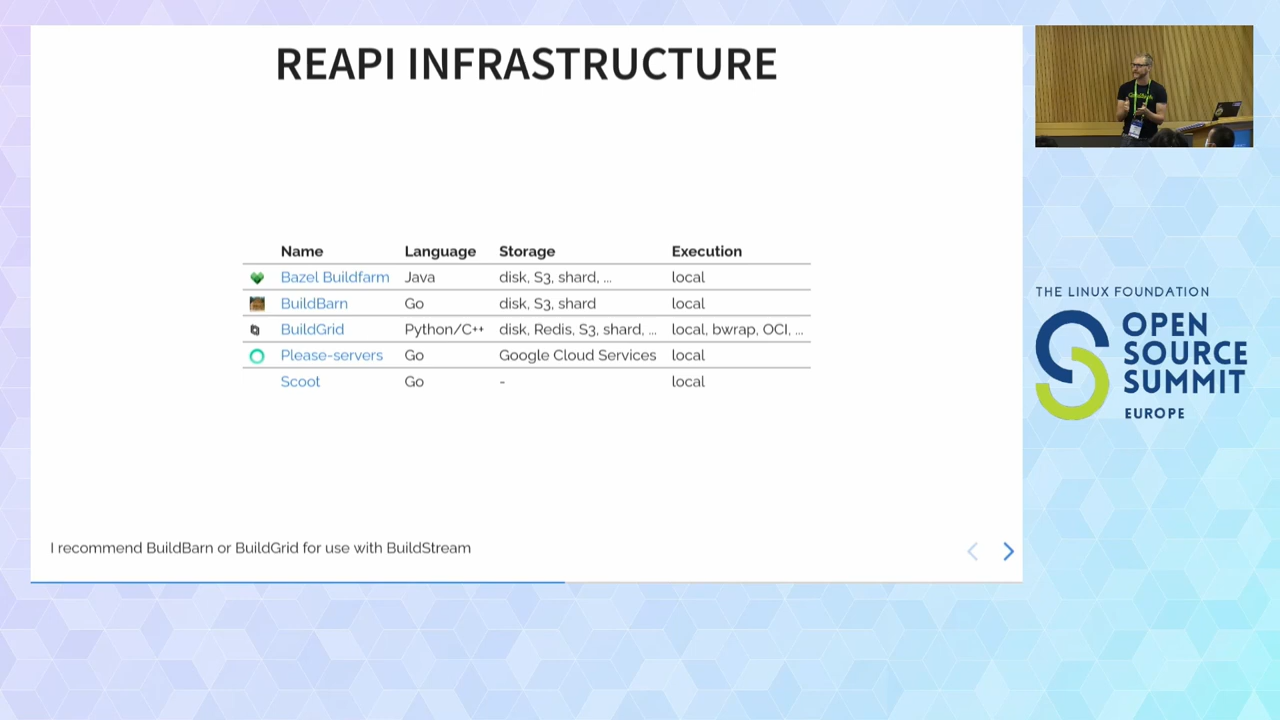 REAPI INFRASTRUCTURE
Name Language Storage Execution
Bazel Buildfarm Java disk, S3, shard, ... local
BuildBarn Go disk, S3, shard local
BuildGrid Python/C++ disk, Redis, S3, shard, ... local, bwrap, OCI, ...
Please-servers Go Google Cloud Services local
Scoot Go - local
I recommend BuildBarn or BuildGrid for use with BuildStream
THE LINUX FOUNDATION
OPEN
SOURCE
SUMMIT
EUROPE